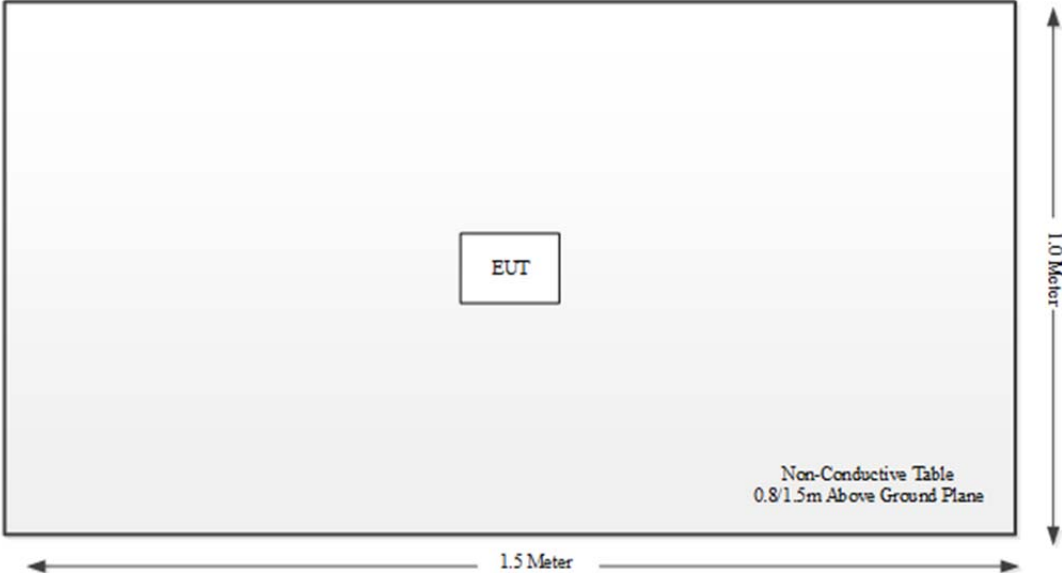 EUT
1.0 Meter
Non-Conductive Table
0.8/1.5m Above Ground Plane
1.5 Meter